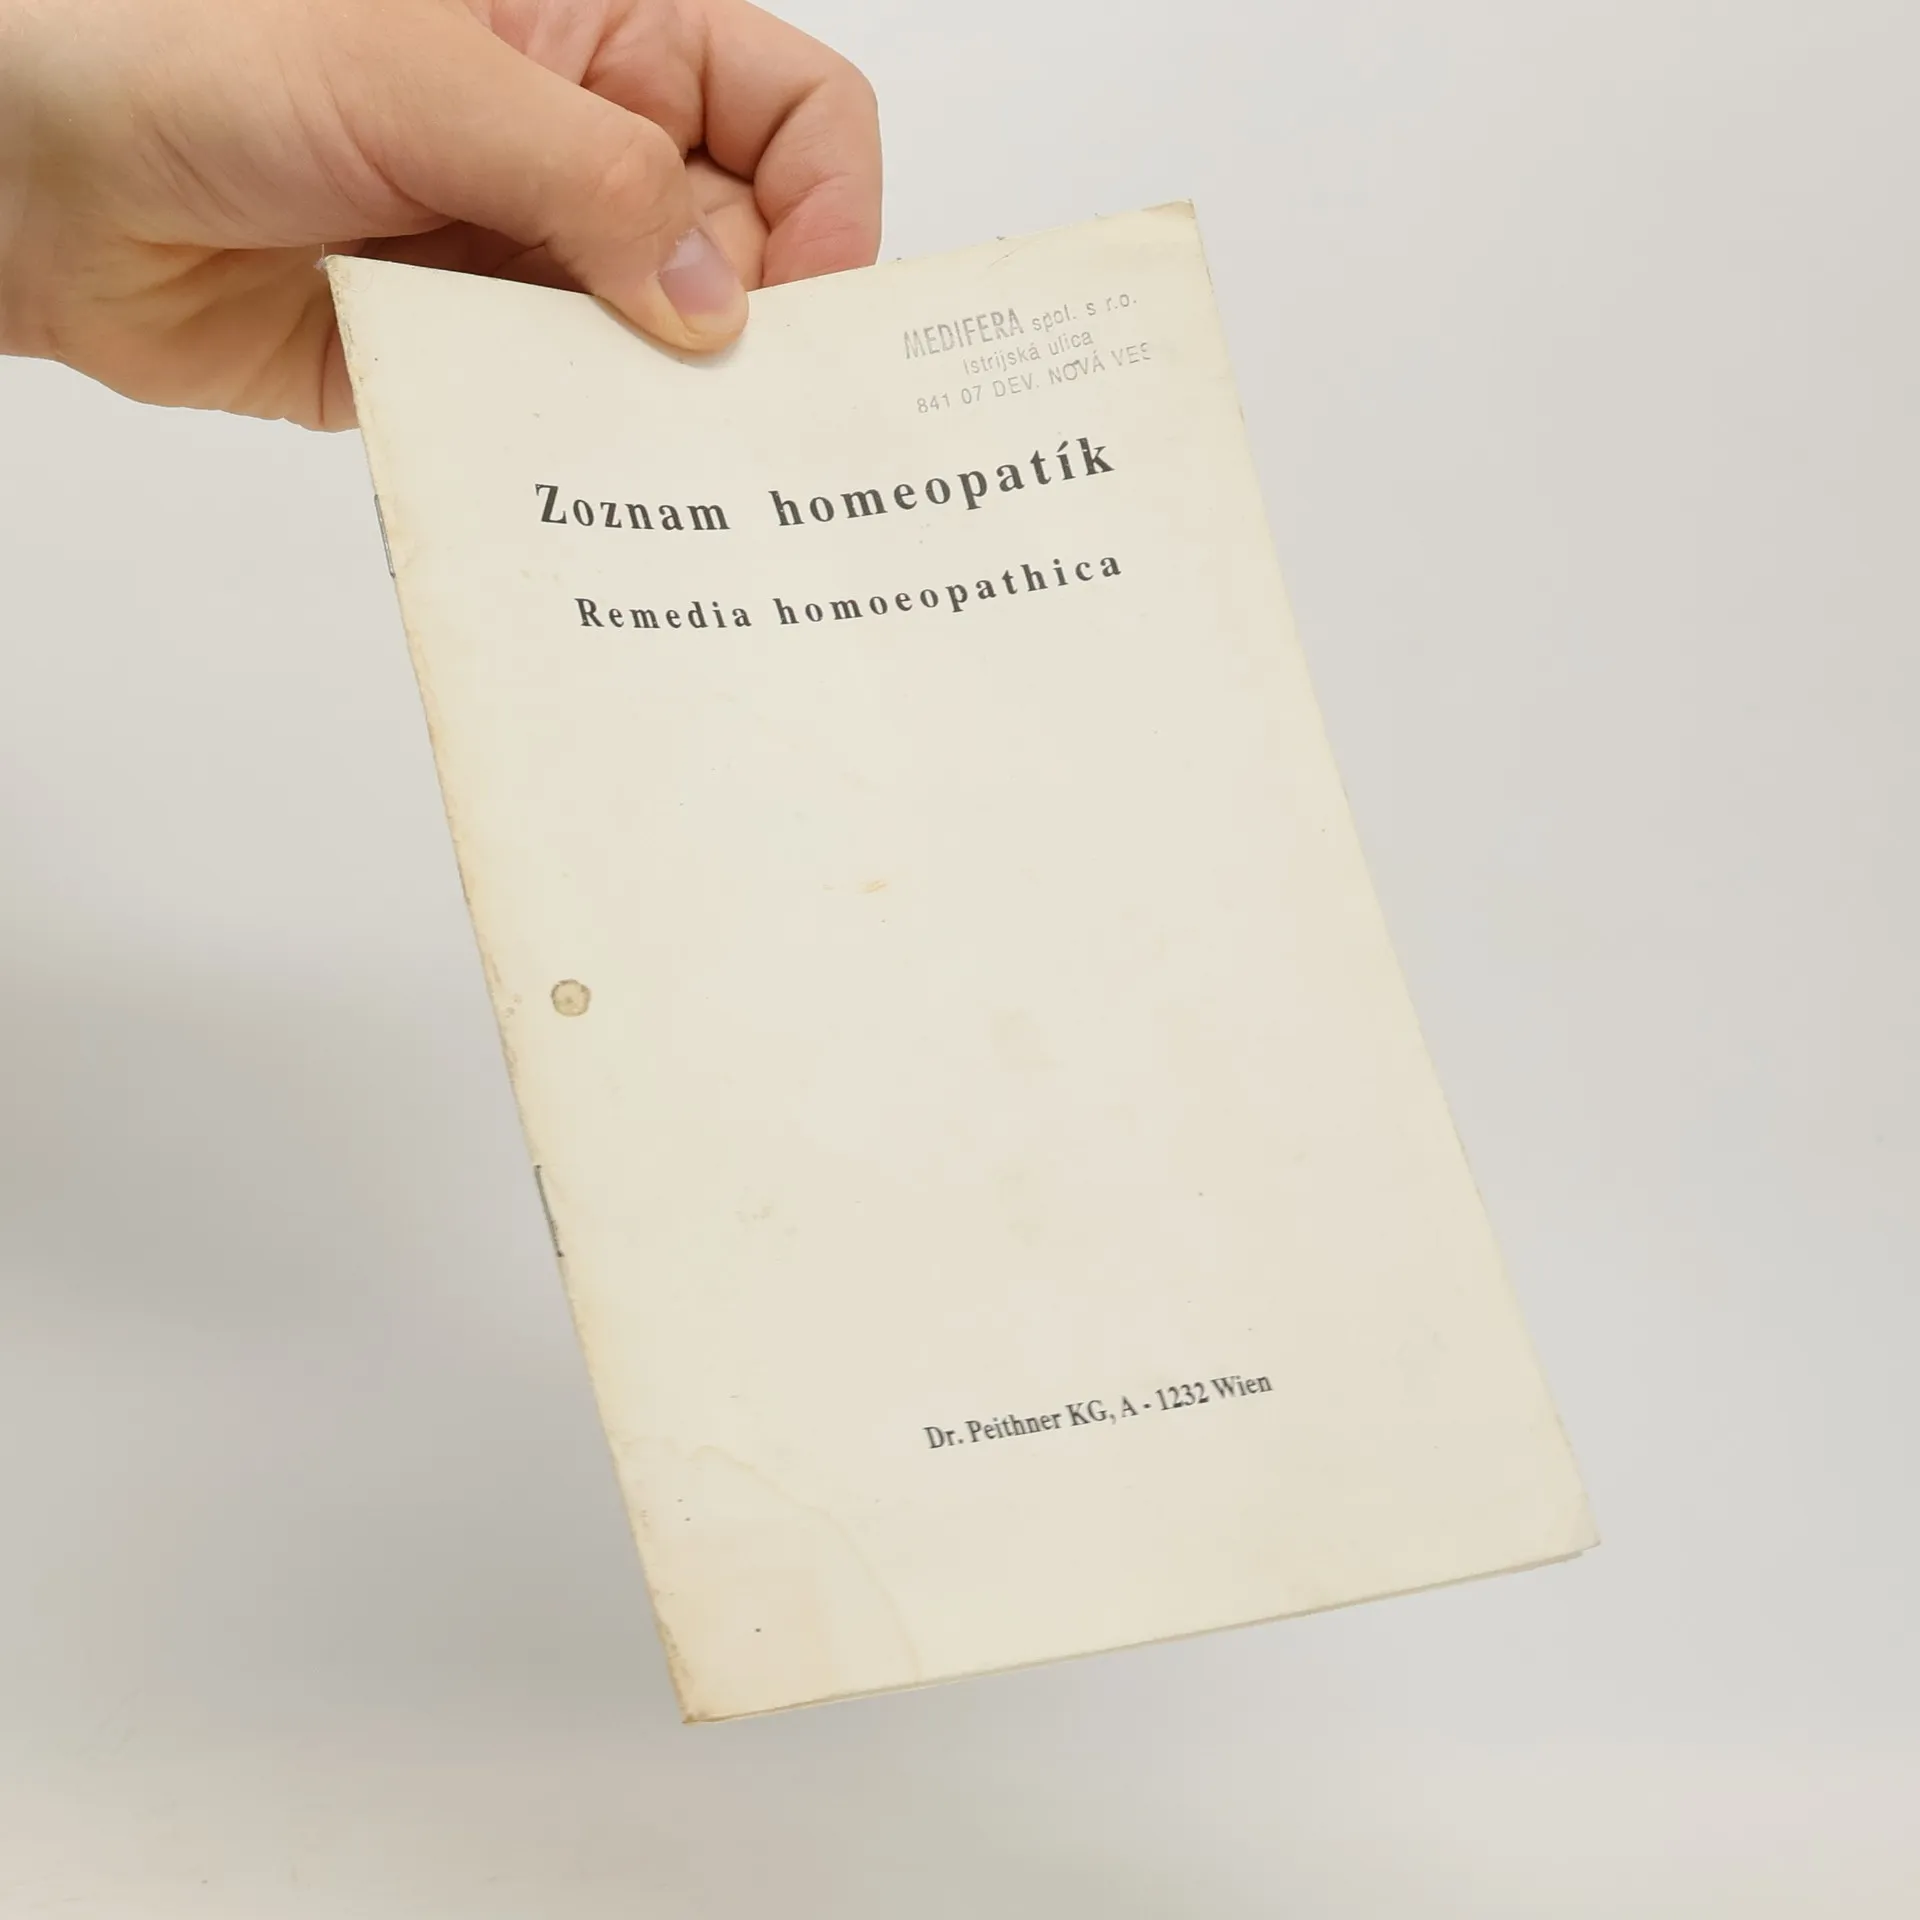 MEDIFERA spol. s r.o.
Istrijská ulica
841 07 DEV. NOVÁ VES
Zoznam homeopatík
Remedia homoeopathica
Dr. Peithner KG, A - 1232 Wien